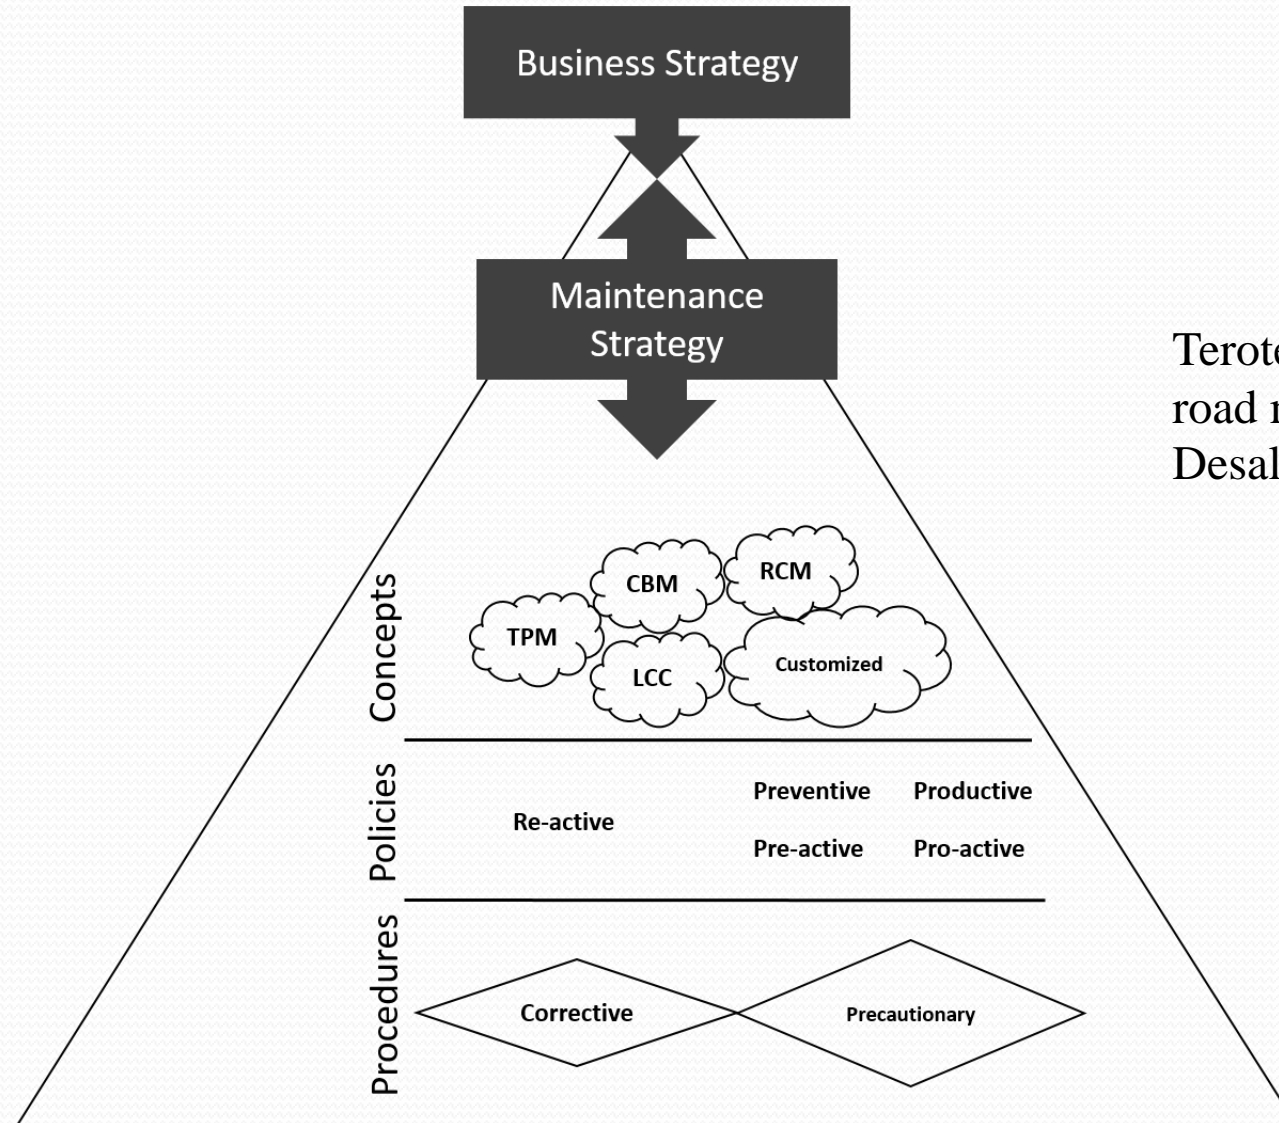 Business Strategy
Maintenance
Strategy
road
Concepts
CBM
RCM
TPM
LCC
Customized
Policies
Preventive Productive
Re-active
Pre-active Pro-active
Procedures
Corrective
Precautionary